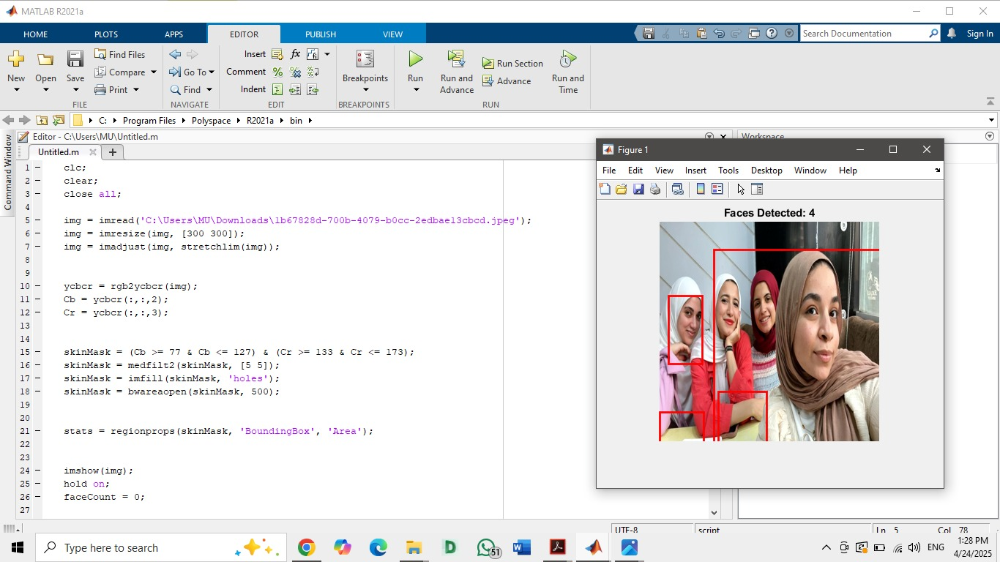 MATLAB R2021a
HOME PLOTS APPS EDITOR PUBLISH VIEW Search Documentation Sign In
New Open Save Find Files Compare Print
Go To Find
Insert fx
Comment
Indent
Breakpoints
Run Run and Advance Run Section Advance Run and Time
FILE NAVIGATE EDIT BREAKPOINTS RUN
C: Program Files Polyspace R2021a bin
Command Window
Editor - C:\Users\MU\Untitled.m
Workspace
Untitled.m
1 clc;
2 clear;
3 close all;
4
5 img = imread('C:\Users\MU\Downloads\1b67828d-700b-4079-b0cc-2edbae13cbcd.jpeg');
6 img = imresize(img, [300 300]);
7 img = imadjust(img, stretchlim(img));
8
9
10 ycbcr = rgb2ycbcr(img);
11 Cb = ycbcr(:,:,2);
12 Cr = ycbcr(:,:,3);
13
14
15 skinMask = (Cb >= 77 & Cb <= 127) & (Cr >= 133 & Cr <= 173);
16 skinMask = medfilt2(skinMask, [5 5]);
17 skinMask = imfill(skinMask, 'holes');
18 skinMask = bwareaopen(skinMask, 500);
19
20
21 stats = regionprops(skinMask, 'BoundingBox', 'Area');
22
23
24 imshow(img);
25 hold on;
26 faceCount = 0;
27
Figure 1
File Edit View Insert Tools Desktop Window Help
Faces Detected: 4
UTF-8 script Ln 5 Col 78
Type here to search
51
ENG
1:28 PM
4/24/2025